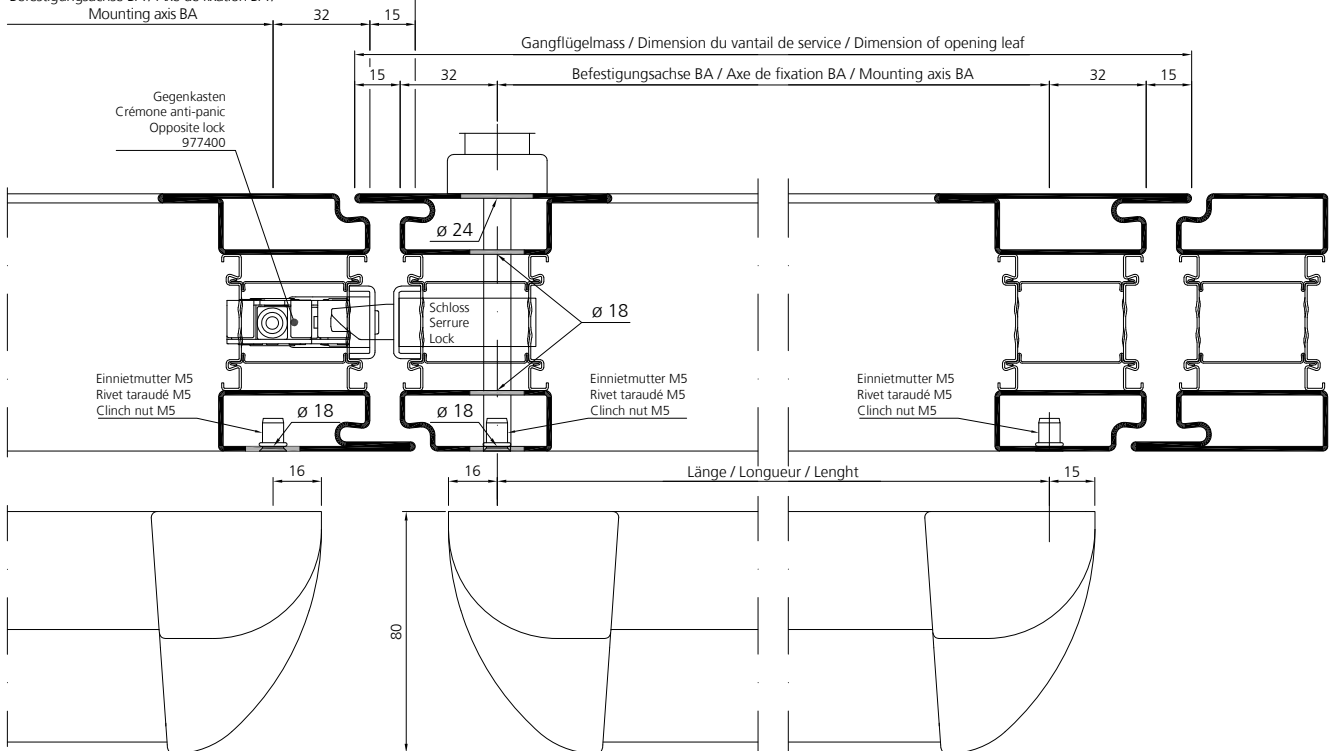 Mounting axis BA
32
15
Gangflügelmass / Dimension du vantail de service / Dimension of opening leaf
15
32
Befestigungsachse BA / Axe de fixation BA / Mounting axis BA
32
15
Gegenkasten
Crémone anti-panic
Opposite lock
977400
ø 24
ø 18
Schloss
Serrure
Lock
Einnietmutter M5
Rivet taraudé M5
Clinch nut M5
ø 18
ø 18
Einnietmutter M5
Rivet taraudé M5
Clinch nut M5
Einnietmutter M5
Rivet taraudé M5
Clinch nut M5
16
16
Länge / Longueur / Lenght
15
80